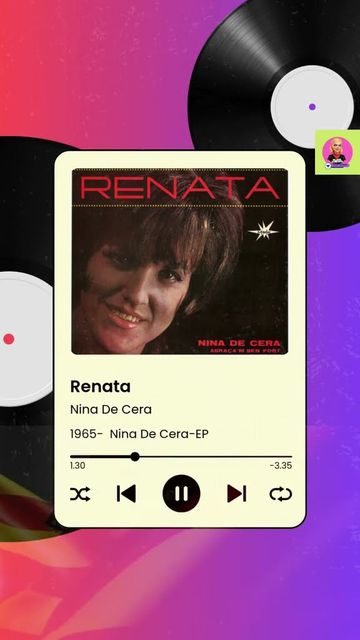 RENATA
NINA DE CERA
ABRAÇA'M BEN FORT
Renata
Nina De Cera
1965- Nina De Cera-EP
1.30
-3.35